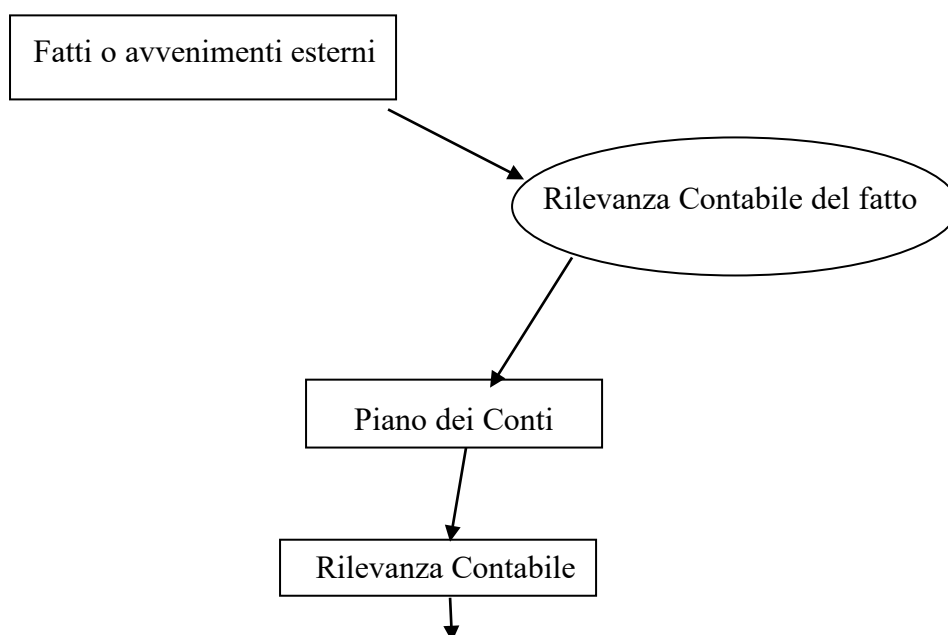 Fatti o avvenimenti esterni
Rilevanza Contabile del fatto
Piano dei Conti
Rilevanza Contabile